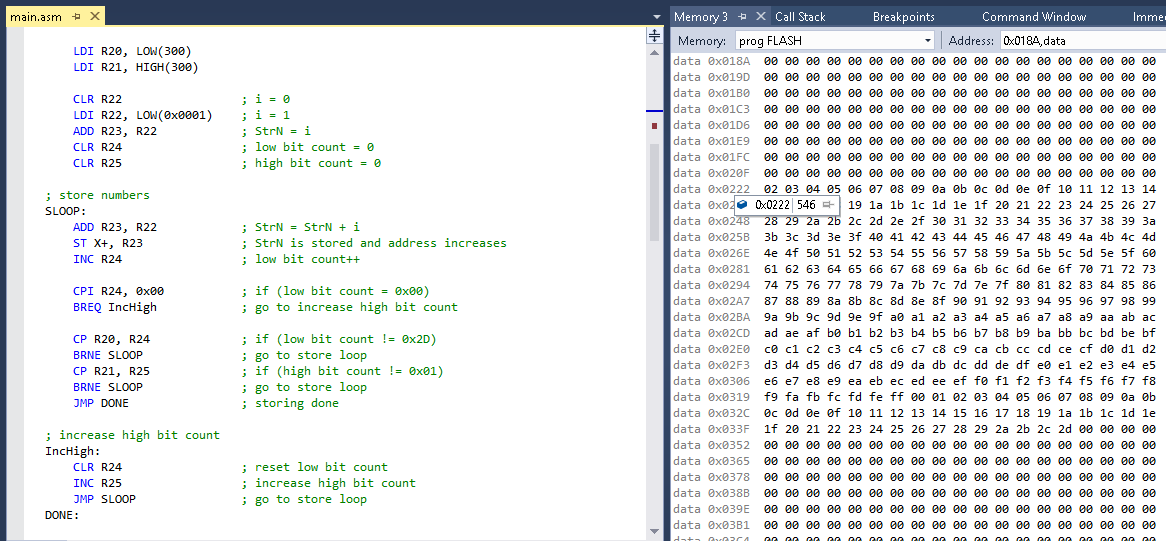 main.asm
LDI R20, LOW(300)
LDI R21, HIGH(300)
CLR R22 ; i = 0
LDI R22, LOW(0x0001) ; i = 1
ADD R23, R22 ; StrN = i
CLR R24 ; low bit count = 0
CLR R25 ; high bit count = 0
; store numbers
SLOOP:
ADD R23, R22 ; StrN = StrN + i
ST X+, R23 ; StrN is stored and address increases
INC R24 ; low bit count++
CPI R24, 0x00 ; if (low bit count = 0x00)
BREQ IncHigh ; go to increase high bit count
CP R20, R24 ; if (low bit count != 0x2D)
BRNE SLOOP ; go to store loop
CP R21, R25 ; if (high bit count != 0x01)
BRNE SLOOP ; go to store loop
JMP DONE ; storing done
; increase high bit count
IncHigh:
CLR R24 ; reset low bit count
INC R25 ; increase high bit count
JMP SLOOP ; go to store loop
DONE:
Memory 3 Call Stack Breakpoints Command Window Immed
Memory: prog FLASH Address: 0x018A,data
data 0x018A 00 00 00 00 00 00 00 00 00 00 00 00 00 00 00 00 00 00 00
data 0x019D 00 00 00 00 00 00 00 00 00 00 00 00 00 00 00 00 00 00 00
data 0x01B0 00 00 00 00 00 00 00 00 00 00 00 00 00 00 00 00 00 00 00
data 0x01C3 00 00 00 00 00 00 00 00 00 00 00 00 00 00 00 00 00 00 00
data 0x01D6 00 00 00 00 00 00 00 00 00 00 00 00 00 00 00 00 00 00 00
data 0x01E9 00 00 00 00 00 00 00 00 00 00 00 00 00 00 00 00 00 00 00
data 0x01FC 00 00 00 00 00 00 00 00 00 00 00 00 00 00 00 00 00 00 00
data 0x020F 00 00 00 00 00 00 00 00 00 00 00 00 00 00 00 00 00 00 00
data 0x0222 02 03 04 05 06 07 08 09 0a 0b 0c 0d 0e 0f 10 11 12 13 14
data 0x02 0x0222 546 19 1a 1b 1c 1d 1e 1f 20 21 22 23 24 25 26 27
data 0x0248 28 29 2a 2b 2c 2d 2e 2f 30 31 32 33 34 35 36 37 38 39 3a
data 0x025B 3b 3c 3d 3e 3f 40 41 42 43 44 45 46 47 48 49 4a 4b 4c 4d
data 0x026E 4e 4f 50 51 52 53 54 55 56 57 58 59 5a 5b 5c 5d 5e 5f 60
data 0x0281 61 62 63 64 65 66 67 68 69 6a 6b 6c 6d 6e 6f 70 71 72 73
data 0x0294 74 75 76 77 78 79 7a 7b 7c 7d 7e 7f 80 81 82 83 84 85 86
data 0x02A7 87 88 89 8a 8b 8c 8d 8e 8f 90 91 92 93 94 95 96 97 98 99
data 0x02BA 9a 9b 9c 9d 9e 9f a0 a1 a2 a3 a4 a5 a6 a7 a8 a9 aa ab ac
data 0x02CD ad ae af b0 b1 b2 b3 b4 b5 b6 b7 b8 b9 ba bb bc bd be bf
data 0x02E0 c0 c1 c2 c3 c4 c5 c6 c7 c8 c9 ca cb cc cd ce cf d0 d1 d2
data 0x02F3 d3 d4 d5 d6 d7 d8 d9 da db dc dd de df e0 e1 e2 e3 e4 e5
data 0x0306 e6 e7 e8 e9 ea eb ec ed ee ef f0 f1 f2 f3 f4 f5 f6 f7 f8
data 0x0319 f9 fa fb fc fd fe ff 00 01 02 03 04 05 06 07 08 09 0a 0b
data 0x032C 0c 0d 0e 0f 10 11 12 13 14 15 16 17 18 19 1a 1b 1c 1d 1e
data 0x033F 1f 20 21 22 23 24 25 26 27 28 29 2a 2b 2c 2d 00 00 00 00
data 0x0352 00 00 00 00 00 00 00 00 00 00 00 00 00 00 00 00 00 00 00
data 0x0365 00 00 00 00 00 00 00 00 00 00 00 00 00 00 00 00 00 00 00
data 0x0378 00 00 00 00 00 00 00 00 00 00 00 00 00 00 00 00 00 00 00
data 0x038B 00 00 00 00 00 00 00 00 00 00 00 00 00 00 00 00 00 00 00
data 0x039E 00 00 00 00 00 00 00 00 00 00 00 00 00 00 00 00 00 00 00
data 0x03B1 00 00 00 00 00 00 00 00 00 00 00 00 00 00 00 00 00 00 00
data 0x03C4 00 00 00 00 00 00 00 00 00 00 00 00 00 00 00 00 00 00 00